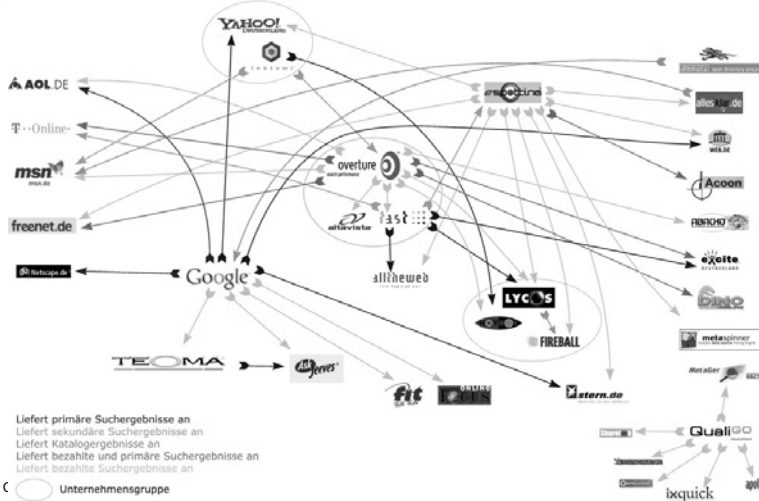 YAHOO!
DEUTSCHLAND
inktomi
AOL.DE
T··Online·
msn
msn.de
freenet.de
Netscape.de
Google
TEOMA
Ask Jeeves
fit
ONLINE
FOCUS
espotting
overture
altavista
fast
alltheweb
LYCOS
FIREBALL
stern.de
allesklar.de
WEB.DE
Acoon
ABACHO
excite
DEUTSCHLAND
DINO
metaspinner
MetaGer
QualiGO
ixquick
apol
Liefert primäre Suchergebnisse an
Liefert sekundäre Suchergebnisse an
Liefert Katalogergebnisse an
Liefert bezahlte und primäre Suchergebnisse an
Liefert bezahlte Suchergebnisse an
Unternehmensgruppe